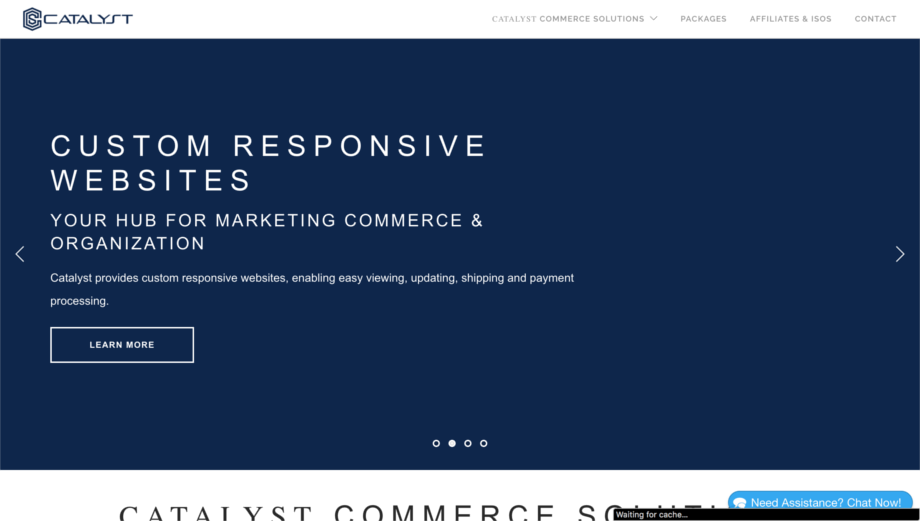 CATALYST
CATALYST COMMERCE SOLUTIONS
PACKAGES
AFFILIATES & ISOS
CONTACT
CUSTOM RESPONSIVE
WEBSITES
YOUR HUB FOR MARKETING COMMERCE &
ORGANIZATION
Catalyst provides custom responsive websites, enabling easy viewing, updating, shipping and payment
processing.
LEARN MORE
Need Assistance? Chat Now!
CATALYST COMMERCE
Waiting for cache...